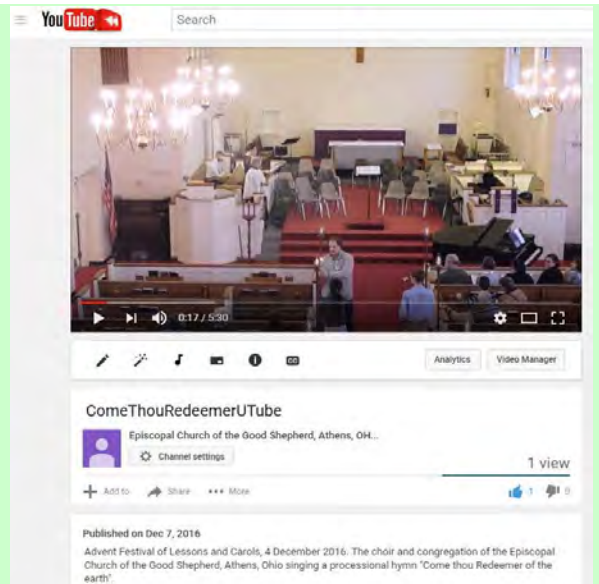 YouTube
Search
0:17 / 5:30
CC
Analytics
Video Manager
ComeThouRedeemerUTube
Episcopal Church of the Good Shepherd, Athens, OH...
Channel settings
1 view
Add to
Share
More
1
0
Published on Dec 7, 2016
Advent Festival of Lessons and Carols, 4 December 2016. The choir and congregation of the Episcopal
Church of the Good Shepherd, Athens, Ohio singing a processional hymn "Come thou Redeemer of the
earth".